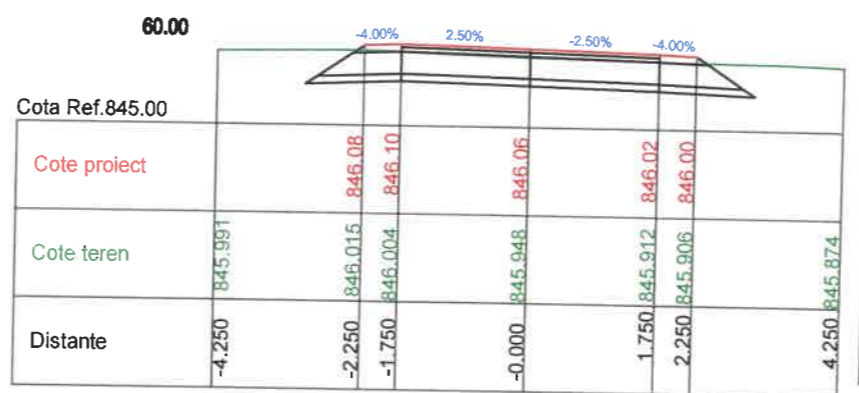 60.00
-4.00% 2.50% -2.50% -4.00%
Cota Ref.845.00
Cote proiect 846.08 846.10 846.06 846.02 846.00
Cote teren 845.991 846.015 846.004 845.948 845.912 845.906 845.874
Distante -4.250 -2.250 -1.750 -0.000 1.750 2.250 4.250